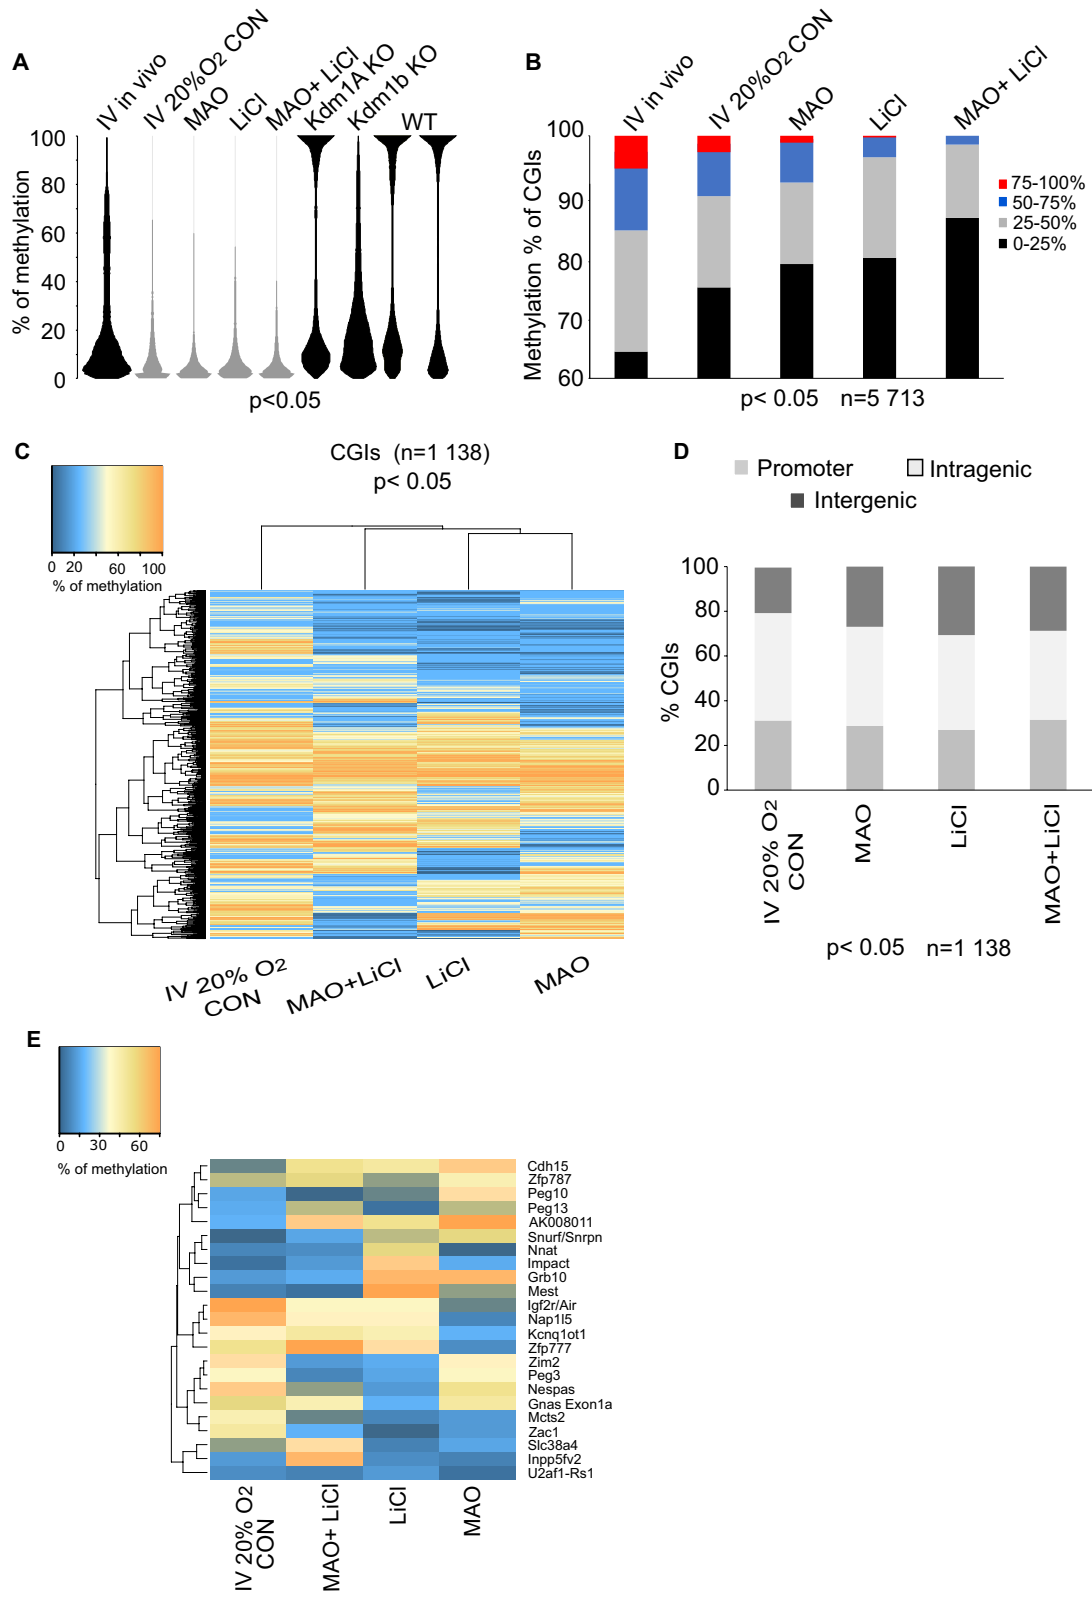 A
IV in vivo
IV 20%O2 CON
MAO
LiCl
MAO+ LiCl
Kdm1A KO
Kdm1b KO
WT
% of methylation
100
80
60
40
20
0
p<0.05
B
IV in vivo
IV 20%O2 CON
MAO
LiCl
MAO+ LiCl
Methylation % of CGIs
100
90
80
70
60
75-100%
50-75%
25-50%
0-25%
p< 0.05 n=5 713
C
CGIs (n=1 138)
p< 0.05
0 20 60 100
% of methylation
IV 20% O2
CON
MAO+LiCl
LiCl
MAO
D
Promoter
Intragenic
Intergenic
% CGIs
100
80
60
40
20
0
IV 20% O2
CON
MAO
LiCl
MAO+LiCl
p< 0.05 n=1 138
E
0 30 60
% of methylation
Cdh15
Zfp787
Peg10
Peg13
AK008011
Snurf/Snrpn
Nnat
Impact
Grb10
Mest
Igf2r/Air
Nap1l5
Kcnq1ot1
Zfp777
Zim2
Peg3
Nespas
Gnas Exon1a
Mcts2
Zac1
Slc38a4
Inpp5fv2
U2af1-Rs1
IV 20% O2
CON
MAO+ LiCl
LiCl
MAO